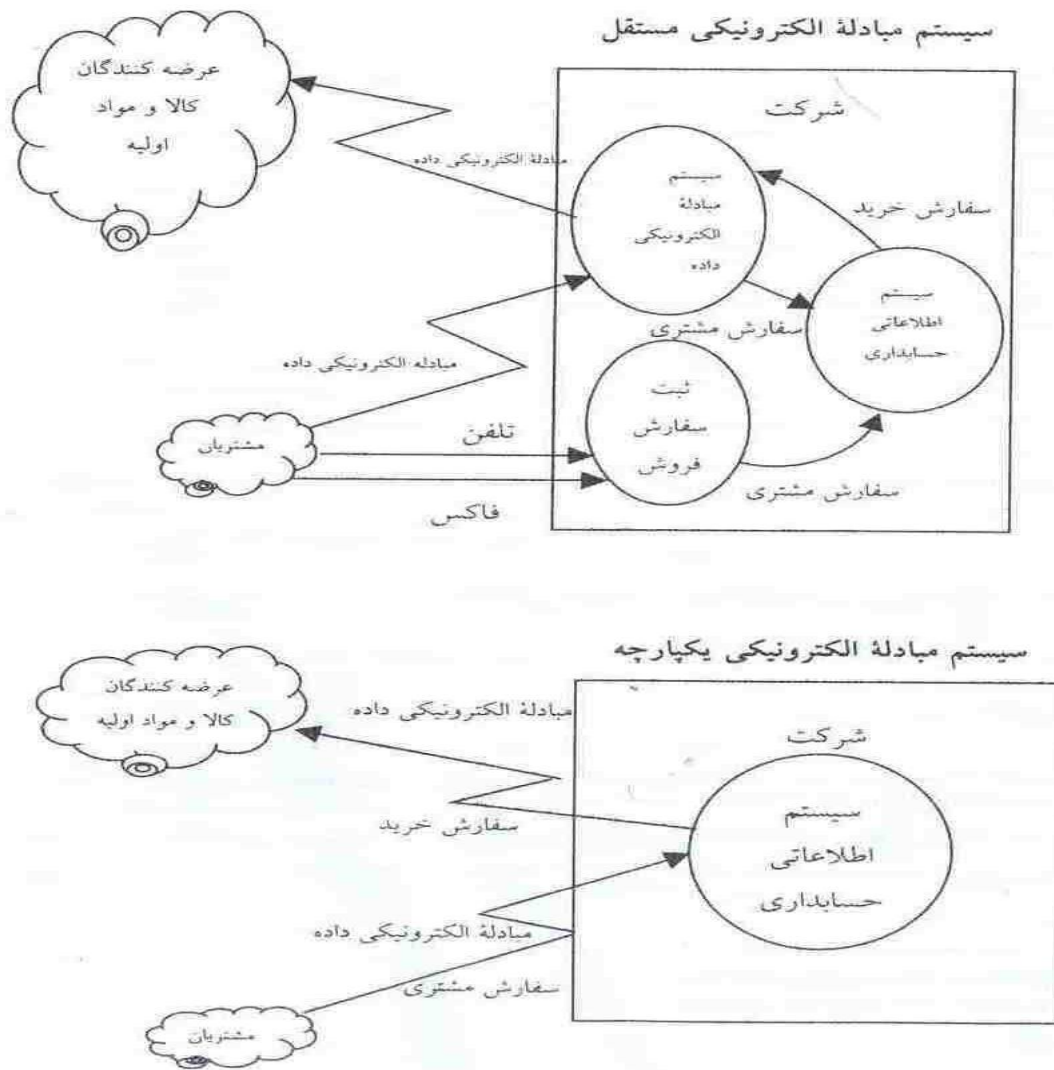 سیستم مبادلهٔ الکترونیکی مستقل
شرکت
عرضه کنندگان
کالا و مواد
اولیه
مبادلهٔ الکترونیکی داده
سیستم
مبادلهٔ
الکترونیکی
داده
سفارش خرید
سیستم
اطلاعاتی
حسابداری
سفارش مشتری
مبادله الکترونیکی داده
ثبت
سفارش
فروش
مشتریان
تلفن
سفارش مشتری
فاکس
سیستم مبادلهٔ الکترونیکی یکپارچه
عرضه کنندگان
کالا و مواد اولیه
مبادلهٔ الکترونیکی داده
شرکت
سیستم
اطلاعاتی
حسابداری
سفارش خرید
مبادلهٔ الکترونیکی داده
سفارش مشتری
مشتریان